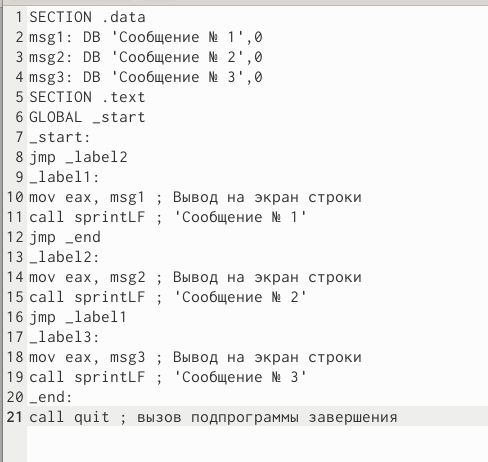 1 SECTION .data
2 msg1: DB 'Сообщение № 1',0
3 msg2: DB 'Сообщение № 2',0
4 msg3: DB 'Сообщение № 3',0
5 SECTION .text
6 GLOBAL _start
7 _start:
8 jmp _label2
9 _label1:
10 mov eax, msg1 ; Вывод на экран строки
11 call sprintLF ; 'Сообщение № 1'
12 jmp _end
13 _label2:
14 mov eax, msg2 ; Вывод на экран строки
15 call sprintLF ; 'Сообщение № 2'
16 jmp _label1
17 _label3:
18 mov eax, msg3 ; Вывод на экран строки
19 call sprintLF ; 'Сообщение № 3'
20 _end:
21 call quit ; вызов подпрограммы завершения